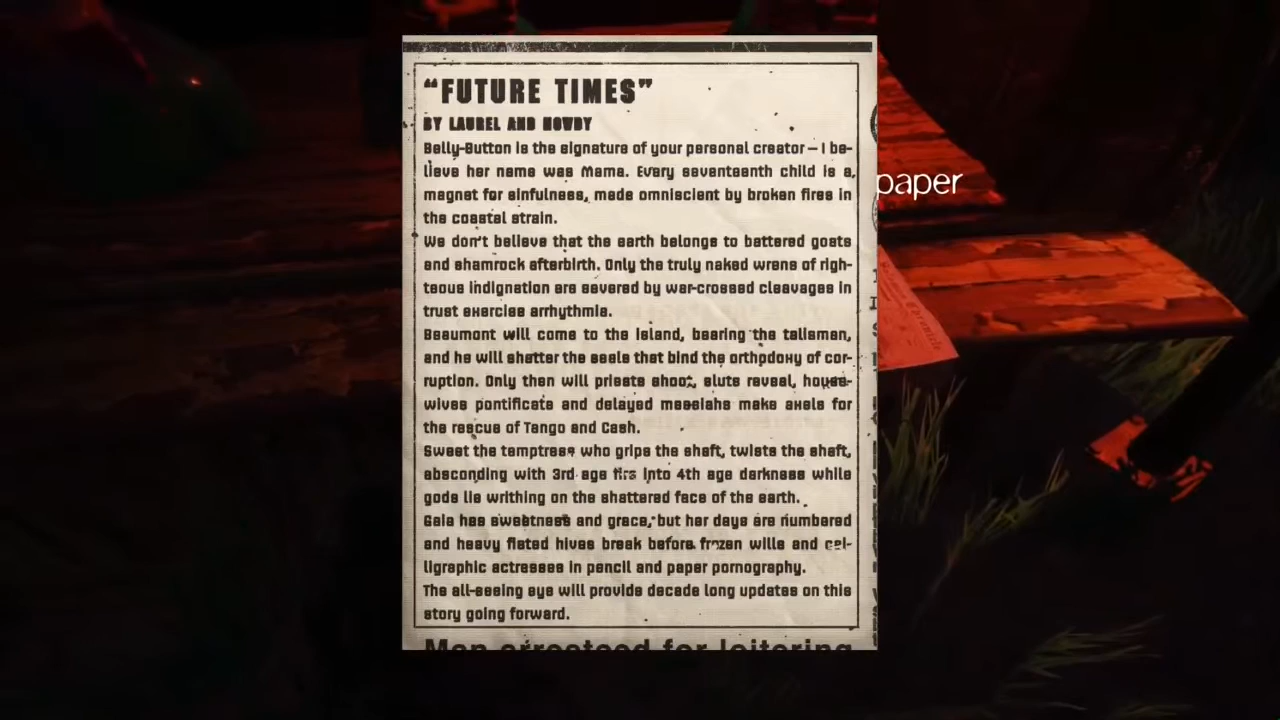 “FUTURE TIMES”
BY LAUREL AND HOWDY
Belly-Button is the signature of your personal creator – I be-
lieve her name was Mama. Every seventeenth child is a
magnet for sinfulness, made omniscient by broken fires in
the coastal strain.
We don't believe that the earth belongs to battered goats
and shamrock afterbirth. Only the truly naked wrens of righ-
teous indignation are severed by war-crossed cleavages in
trust exercise arrhythmia.
Beaumont will come to the island, bearing the talisman,
and he will shatter the seals that bind the orthpdoxy of cor-
ruption. Only then will priests shoot, sluts reveal, house-
wives pontificate and delayed messiahs make axels for
the rescue of Tango and Cash.
Sweet the temptress who grips the shaft, twists the shaft,
absconding with 3rd age fire into 4th age darkness while
gods lie writhing on the shattered face of the earth.
Gaia has sweetness and grace, but her days are numbered
and heavy fisted hives break before frozen wills and cal-
ligraphic actresses in pencil and paper pornography.
The all-seeing eye will provide decade long updates on this
story going forward.
Man arrested for loitering
paper